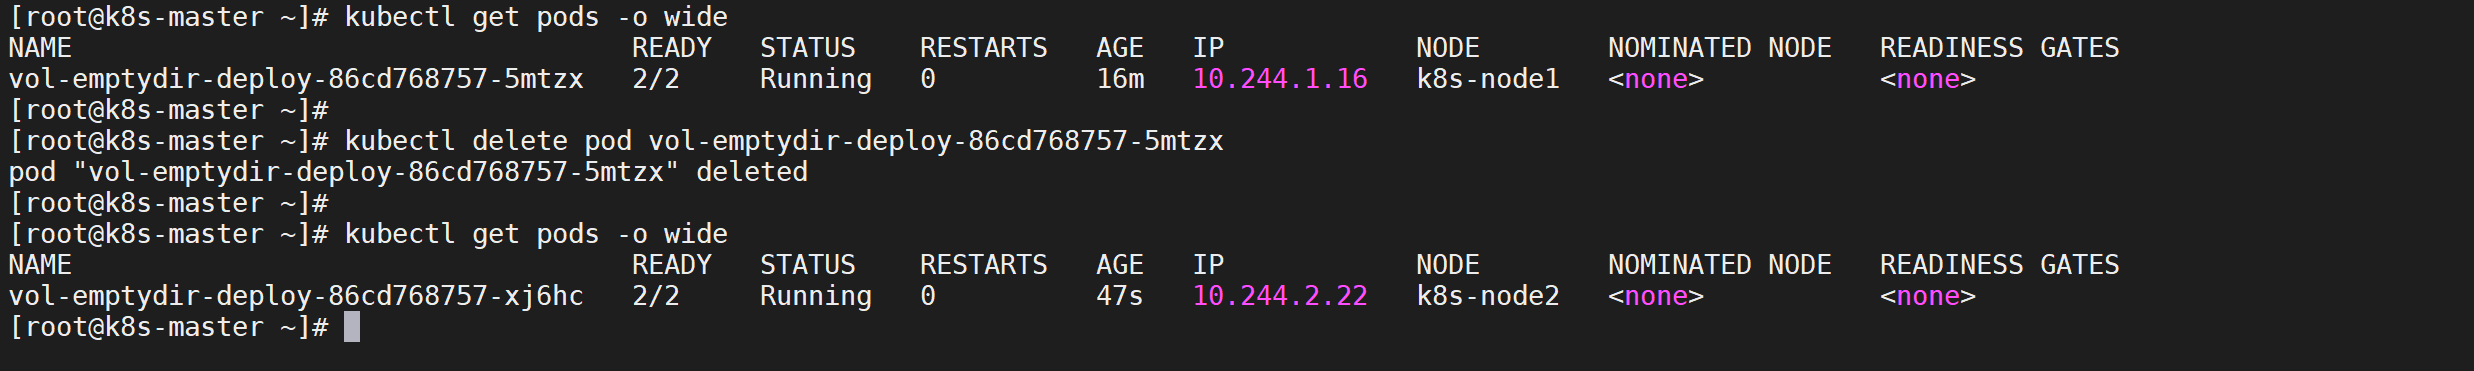 [root@k8s-master ~]# kubectl get pods -o wide
NAME                                   READY   STATUS    RESTARTS   AGE   IP            NODE        NOMINATED NODE   READINESS GATES
vol-emptydir-deploy-86cd768757-5mtzx   2/2     Running   0          16m   10.244.1.16   k8s-node1   <none>           <none>
[root@k8s-master ~]#
[root@k8s-master ~]# kubectl delete pod vol-emptydir-deploy-86cd768757-5mtzx
pod "vol-emptydir-deploy-86cd768757-5mtzx" deleted
[root@k8s-master ~]#
[root@k8s-master ~]# kubectl get pods -o wide
NAME                                   READY   STATUS    RESTARTS   AGE   IP            NODE        NOMINATED NODE   READINESS GATES
vol-emptydir-deploy-86cd768757-xj6hc   2/2     Running   0          47s   10.244.2.22   k8s-node2   <none>           <none>
[root@k8s-master ~]#